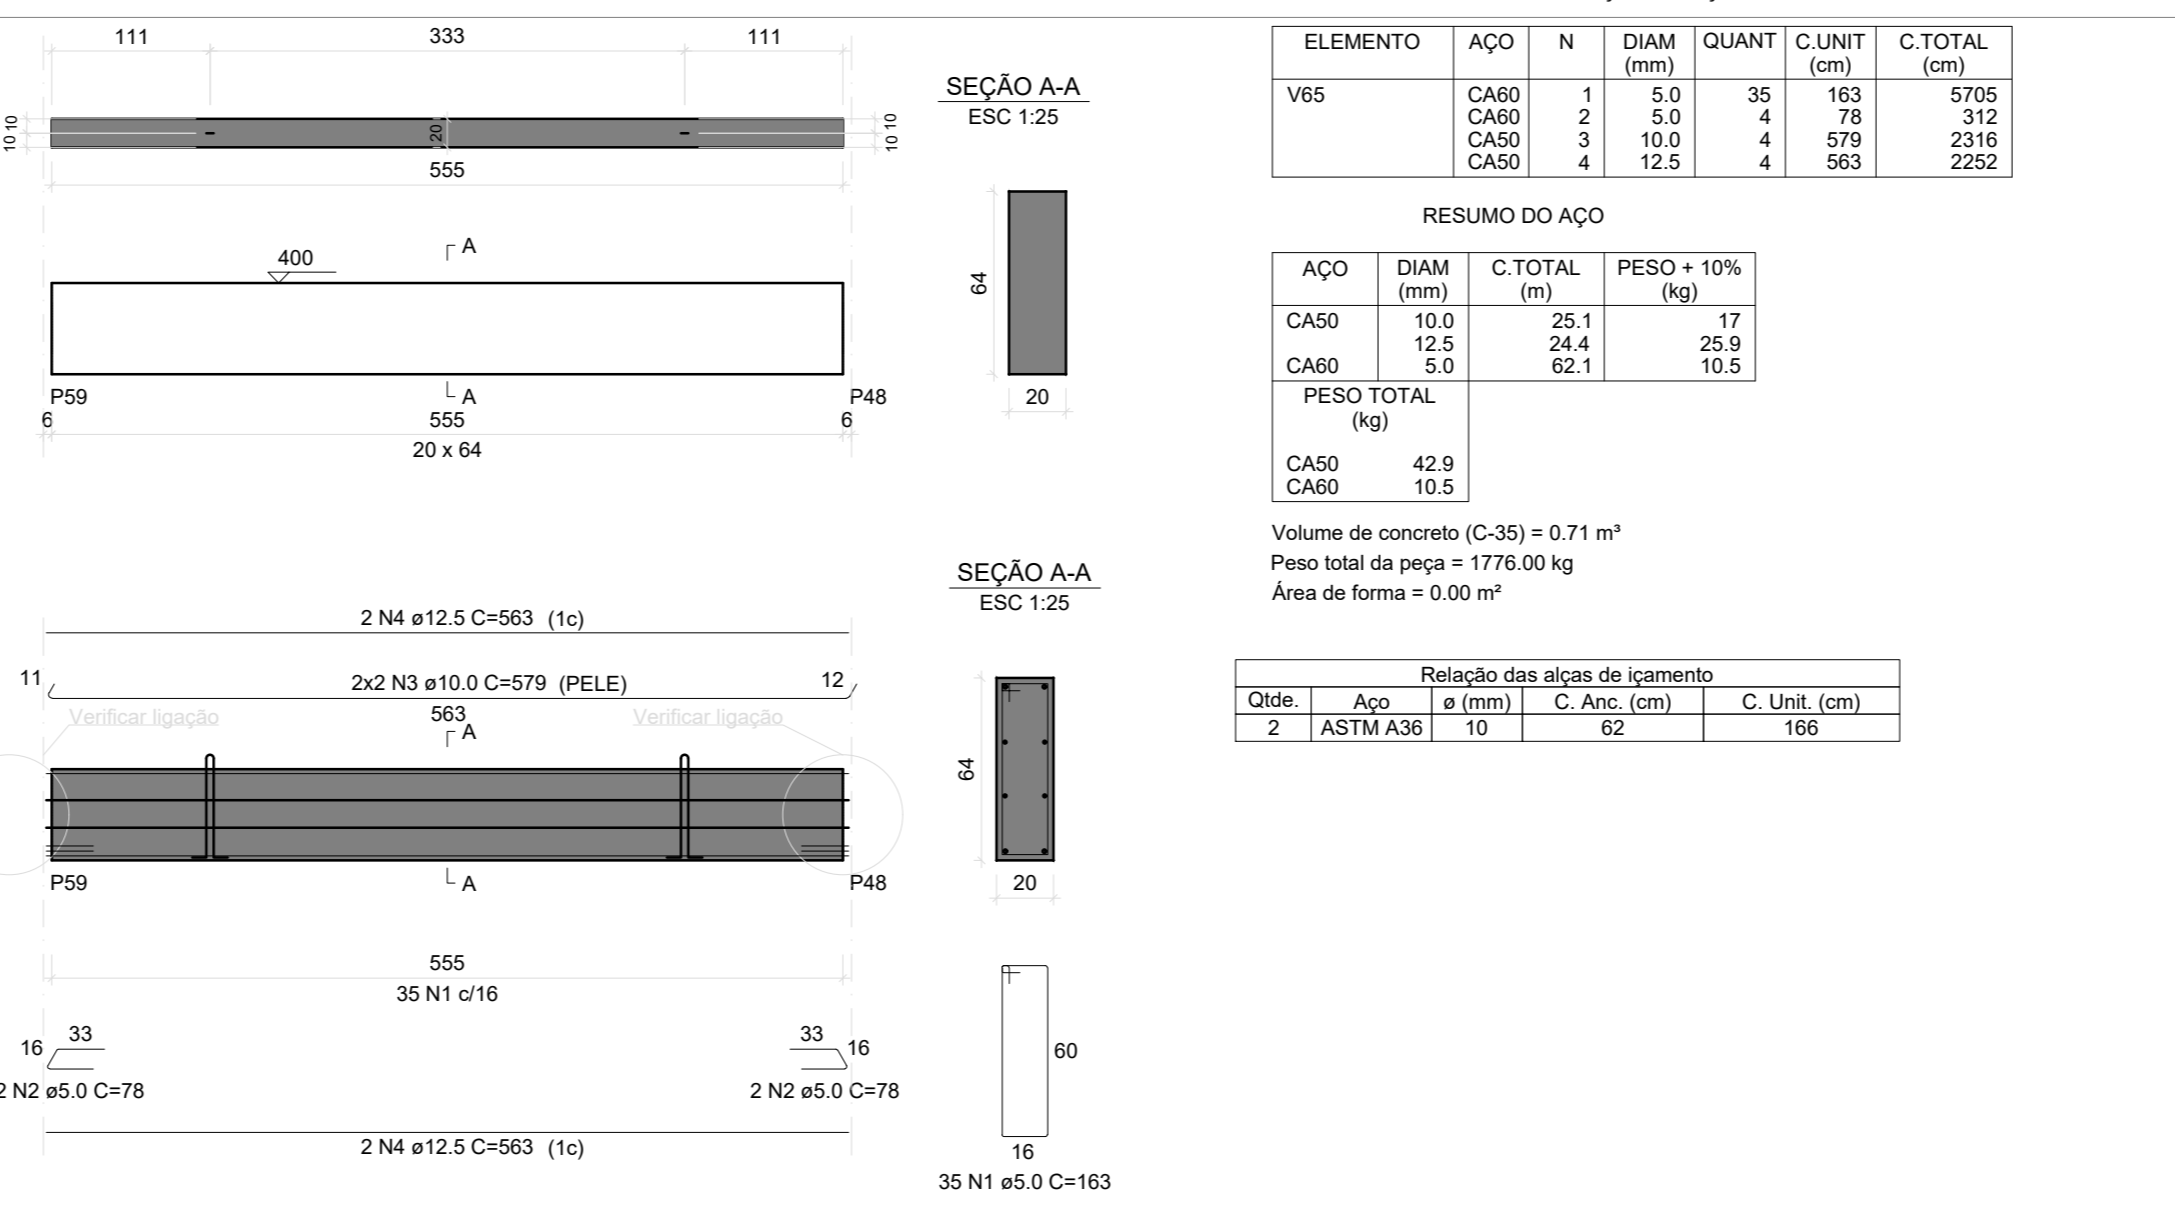 111 333 111
10 10 20 10 10
555
400
A
P59 A P48
6 555 6
20 x 64
SEÇÃO A-A
ESC 1:25
64
20
2 N4 ø12.5 C=563 (1c)
11 2x2 N3 ø10.0 C=579 (PELE) 12
563
Verificar ligação Verificar ligação
A
P59 A P48
555
35 N1 c/16
33 33
16 16
2 N2 ø5.0 C=78 2 N2 ø5.0 C=78
2 N4 ø12.5 C=563 (1c)
SEÇÃO A-A
ESC 1:25
64
20
60
16
35 N1 ø5.0 C=163
ELEMENTO AÇO N DIAM QUANT C.UNIT C.TOTAL
(mm) (cm) (cm)
V65 CA60 1 5.0 35 163 5705
CA60 2 5.0 4 78 312
CA50 3 10.0 4 579 2316
CA50 4 12.5 4 563 2252
RESUMO DO AÇO
AÇO DIAM C.TOTAL PESO + 10%
(mm) (m) (kg)
CA50 10.0 25.1 17
12.5 24.4 25.9
CA60 5.0 62.1 10.5
PESO TOTAL
(kg)
CA50 42.9
CA60 10.5
Volume de concreto (C-35) = 0.71 m³
Peso total da peça = 1776.00 kg
Área de forma = 0.00 m²
Relação das alças de içamento
Qtde. Aço ø (mm) C. Anc. (cm) C. Unit. (cm)
2 ASTM A36 10 62 166